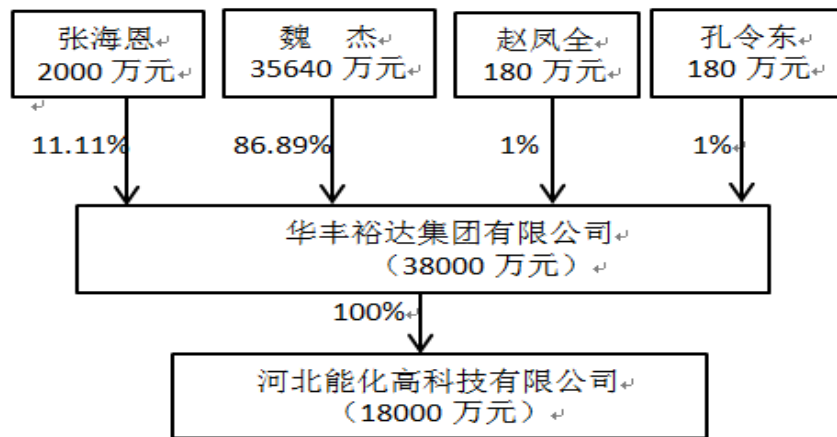 张海恩
2000 万元
魏 杰
35640 万元
赵凤全
180 万元
孔令东
180 万元
11.11%
86.89%
1%
1%
华丰裕达集团有限公司
（38000 万元）
100%
河北能化高科技有限公司
（18000 万元）